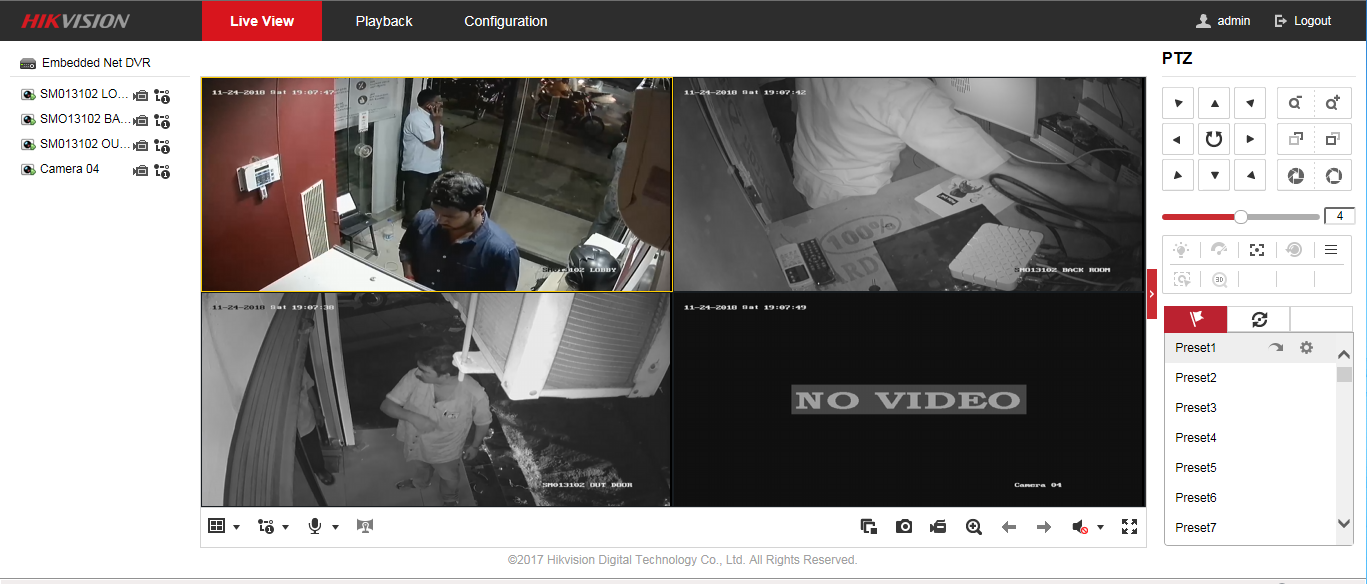 HIKVISION Live View Playback Configuration admin Logout
Embedded Net DVR
SM013102 LO...
SMO13102 BA...
SM013102 OU...
Camera 04
11-24-2018 Sat 19:07:47
SM013102 LOBBY
11-24-2018 Sat 19:07:42
100%
SMO13102 BACK ROOM
11-24-2018 Sat 19:07:38
SM013102 OUT DOOR
11-24-2018 Sat 19:07:49
NO VIDEO
Camera 04
PTZ
4
3D
Preset1
Preset2
Preset3
Preset4
Preset5
Preset6
Preset7
©2017 Hikvision Digital Technology Co., Ltd. All Rights Reserved.